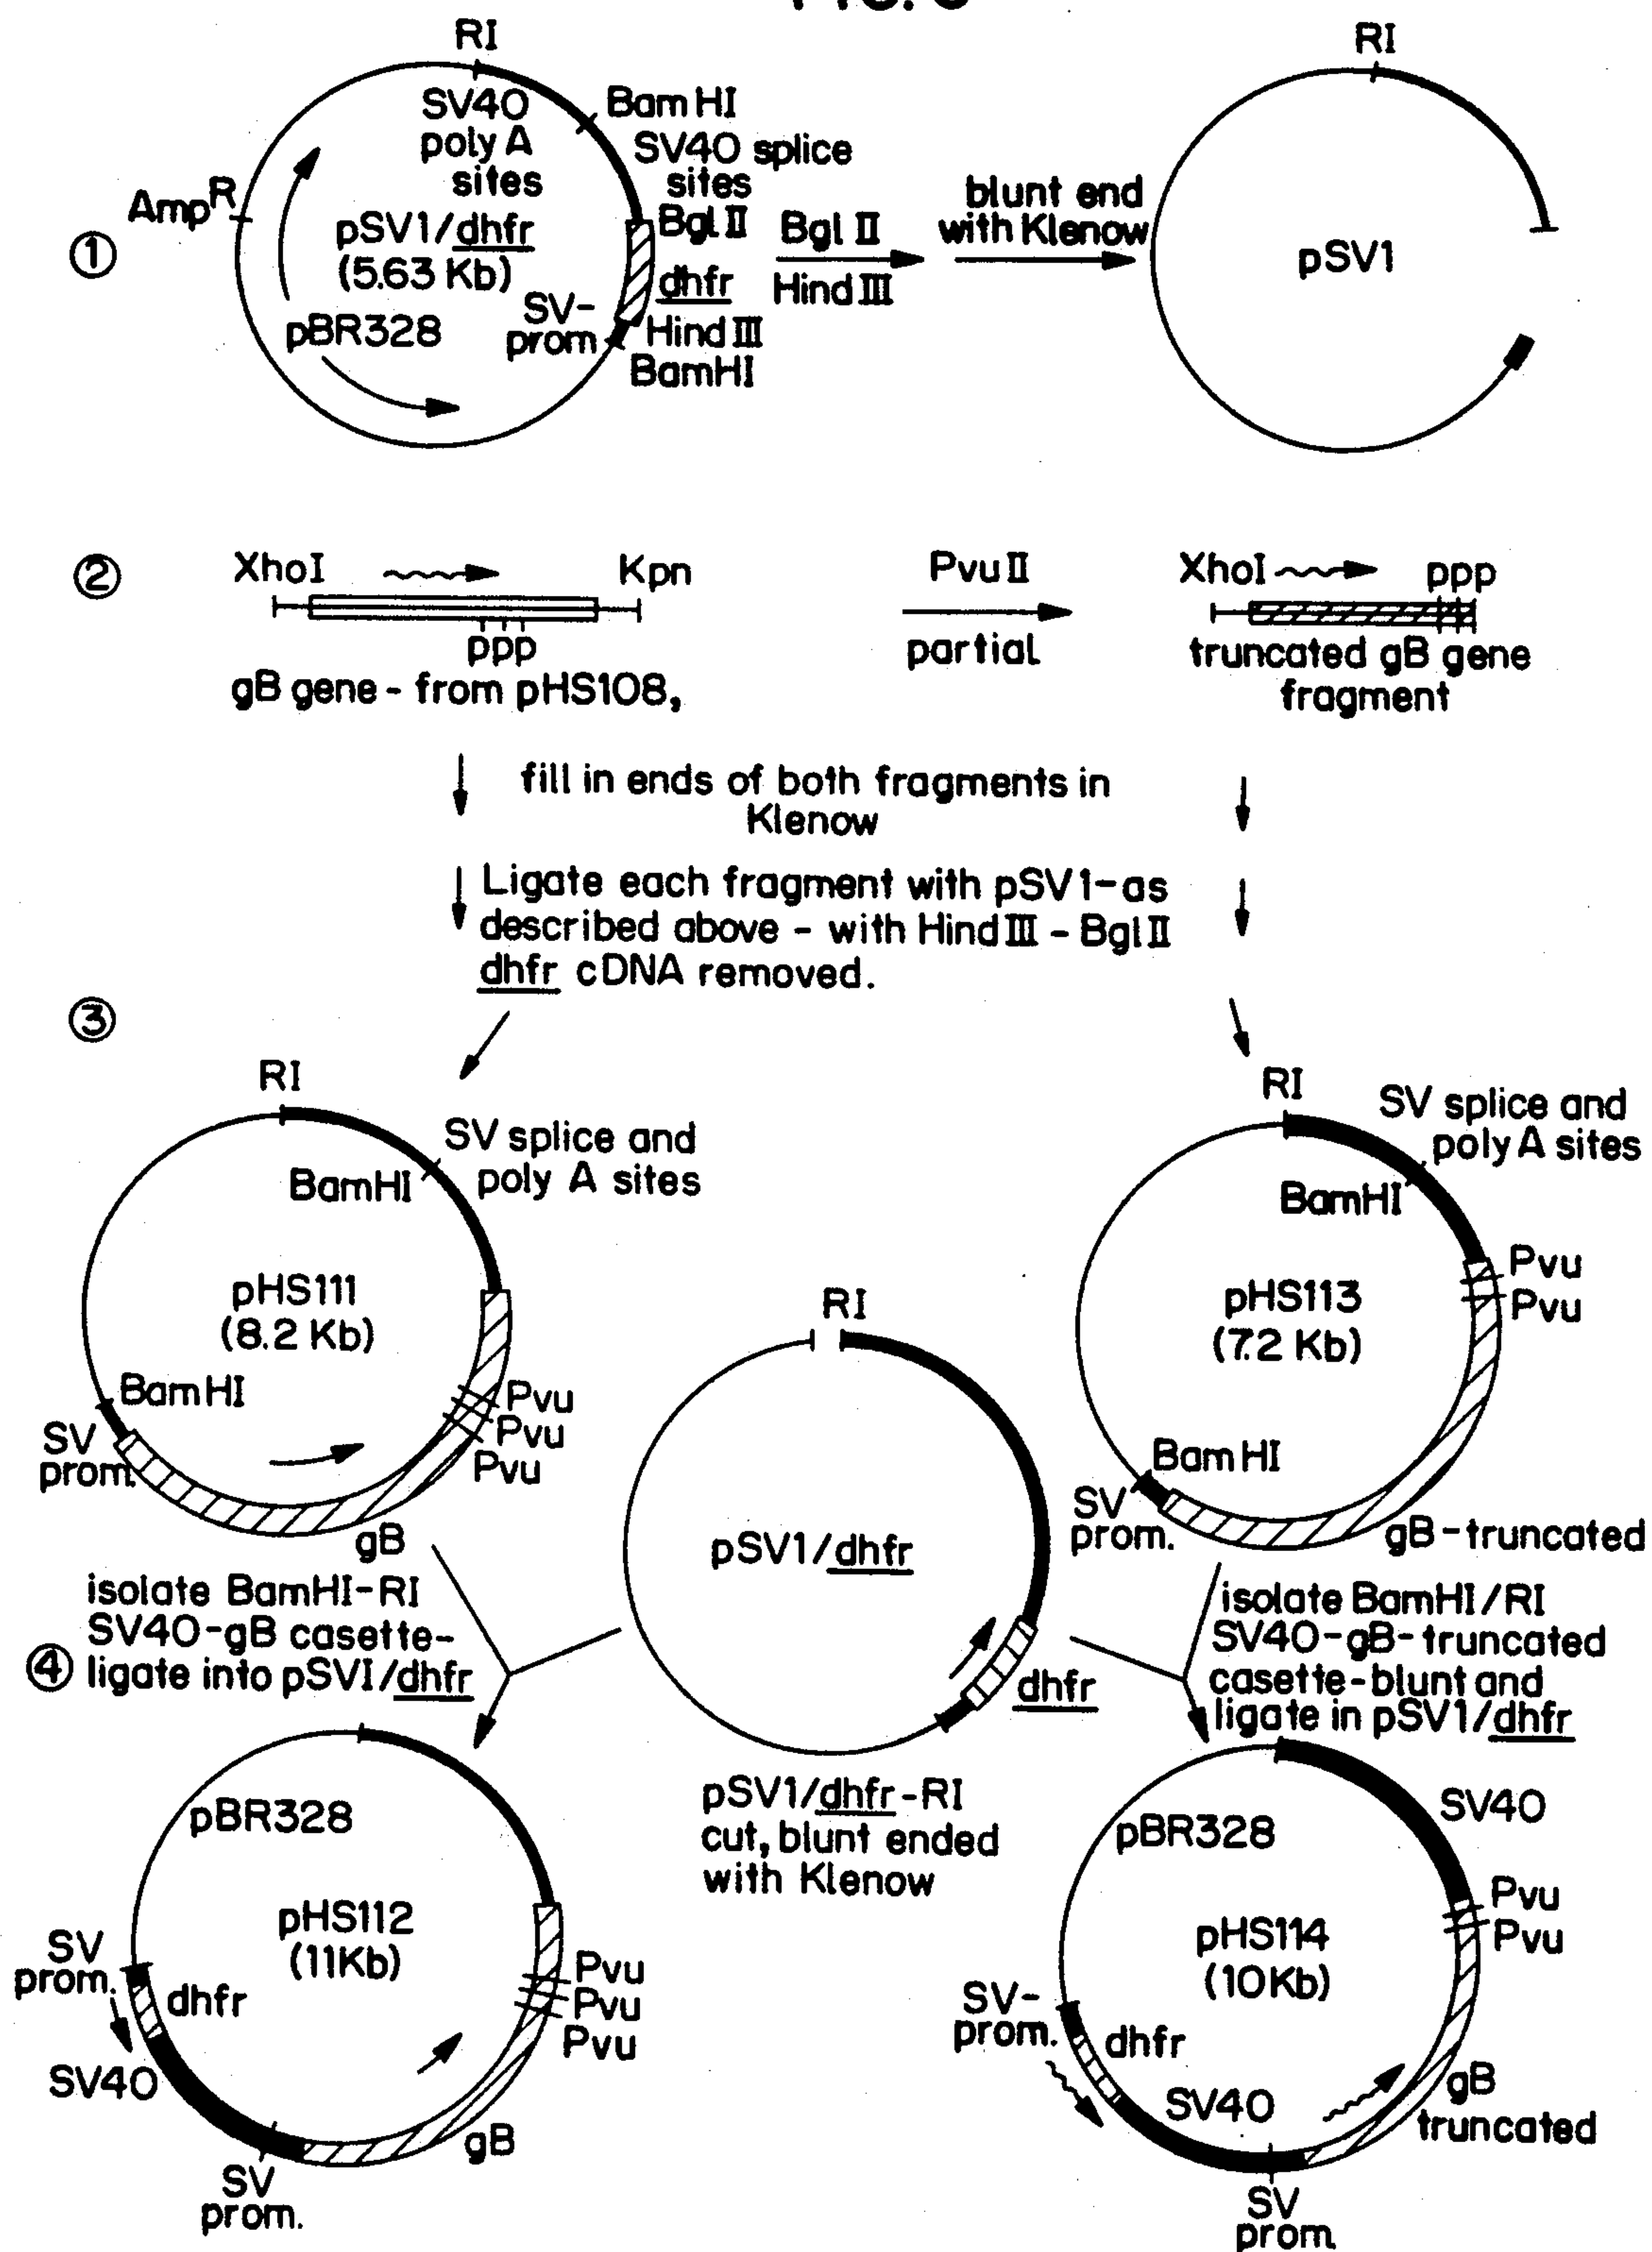 RI
SV40
poly A
sites
Bam HI
SV40 splice
sites
Bgl II
AmpR
①
pSV1/dhfr
(5.63 Kb)
pBR328
SV-
prom
dhfr
Hind III
BamHI
Bgl II
Hind III
blunt end
with Klenow
RI
pSV1
②
XhoI
Kpn
ppp
gB gene - from pHS108,
Pvu II
partial
XhoI
ppp
truncated gB gene
fragment
fill in ends of both fragments in
Klenow
Ligate each fragment with pSV1-as
described above - with Hind III - Bgl II
dhfr cDNA removed.
③
RI
SV splice and
poly A sites
BamHI
pHS111
(8.2 Kb)
BamHI
SV
prom.
Pvu
Pvu
Pvu
gB
RI
pSV1/dhfr
dhfr
pSV1/dhfr-RI
cut, blunt ended
with Klenow
RI
SV splice and
poly A sites
BamHI
Pvu
Pvu
pHS113
(7.2 Kb)
Bam HI
SV
prom.
gB-truncated
④
isolate BamHI-RI
SV40-gB casette-
ligate into pSVI/dhfr
isolate BamHI/RI
SV40-gB-truncated
casette-blunt and
ligate in pSV1/dhfr
pBR328
pHS112
(11Kb)
SV
prom.
dhfr
SV40
SV
prom.
gB
Pvu
Pvu
Pvu
pBR328
SV40
Pvu
Pvu
pHS114
(10Kb)
SV-
prom.
dhfr
SV40
gB
truncated
SV
prom.